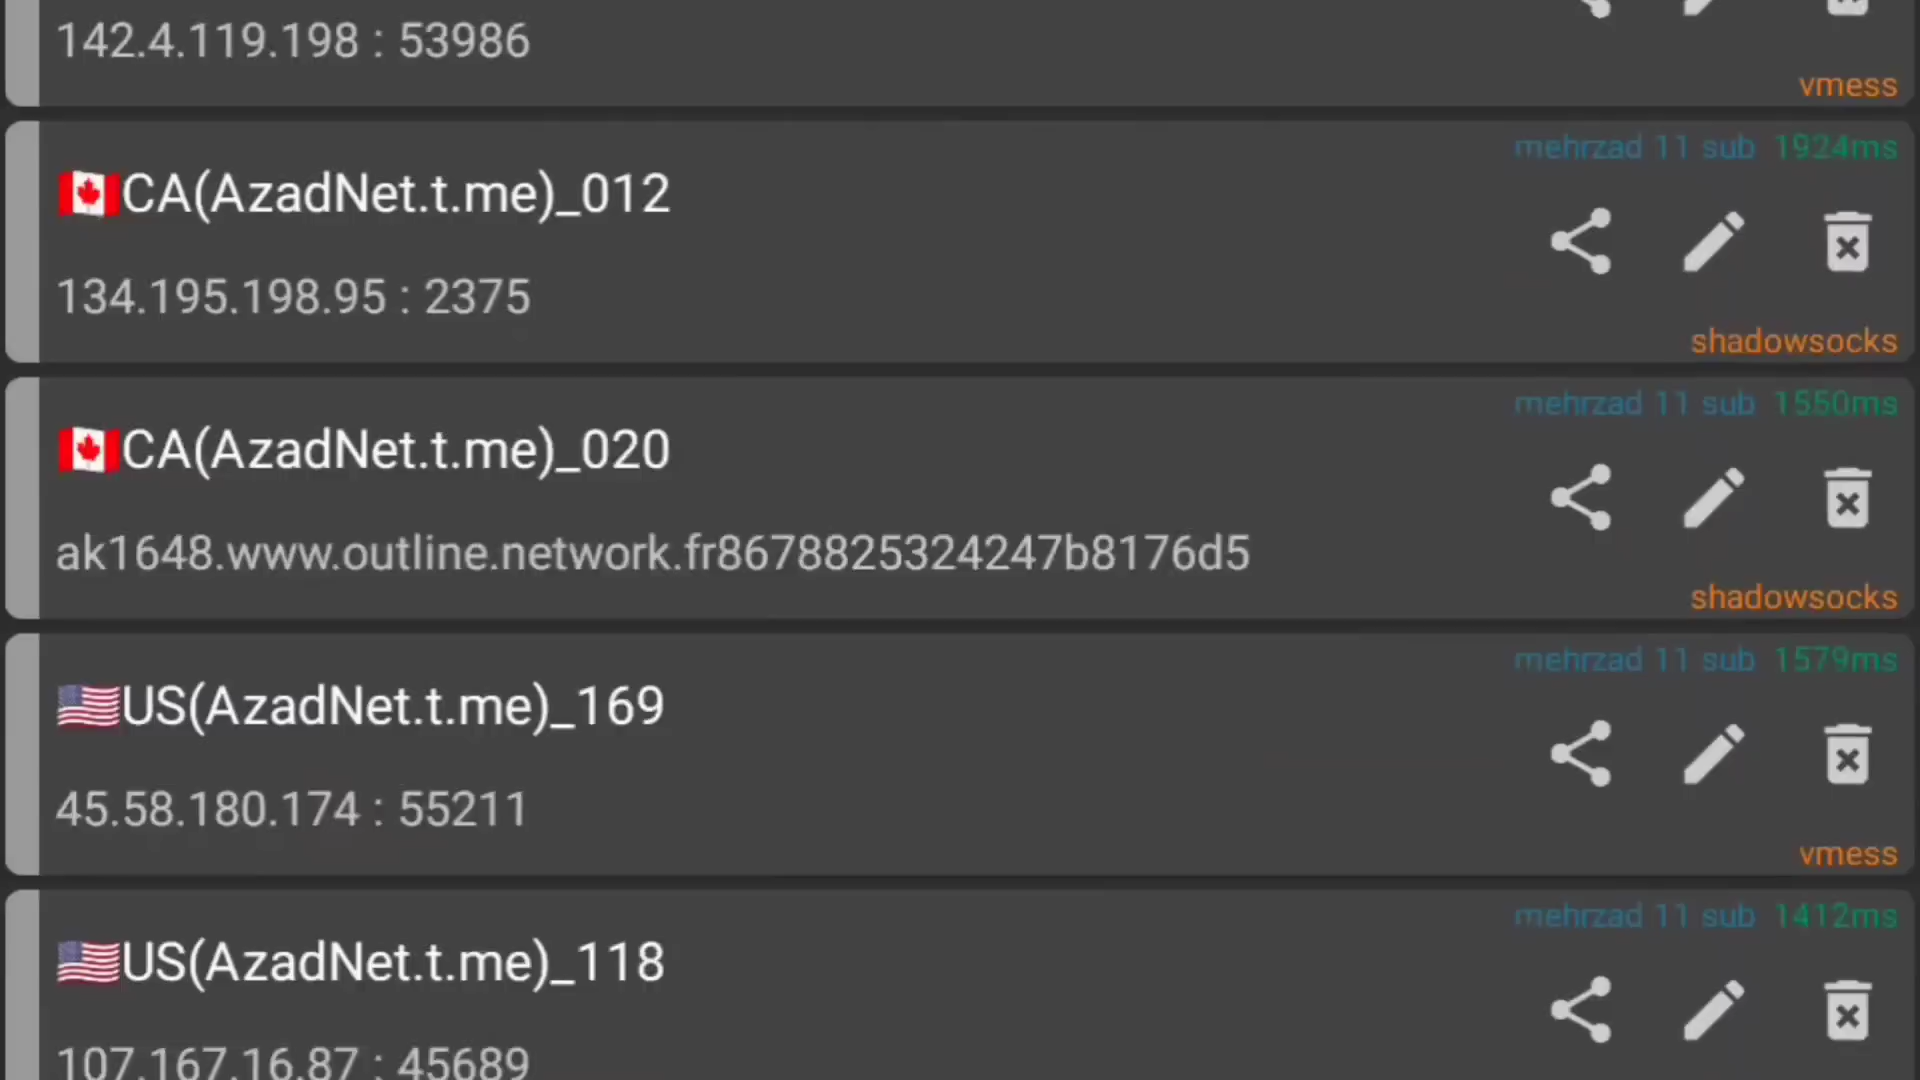 142.4.119.198 : 53986
vmess
mehrzad 11 sub 1924ms
CA(AzadNet.t.me)_012
134.195.198.95 : 2375
shadowsocks
mehrzad 11 sub 1550ms
CA(AzadNet.t.me)_020
ak1648.www.outline.network.fr8678825324247b8176d5
shadowsocks
mehrzad 11 sub 1579ms
US(AzadNet.t.me)_169
45.58.180.174 : 55211
vmess
mehrzad 11 sub 1412ms
US(AzadNet.t.me)_118
107.167.16.87 : 45689